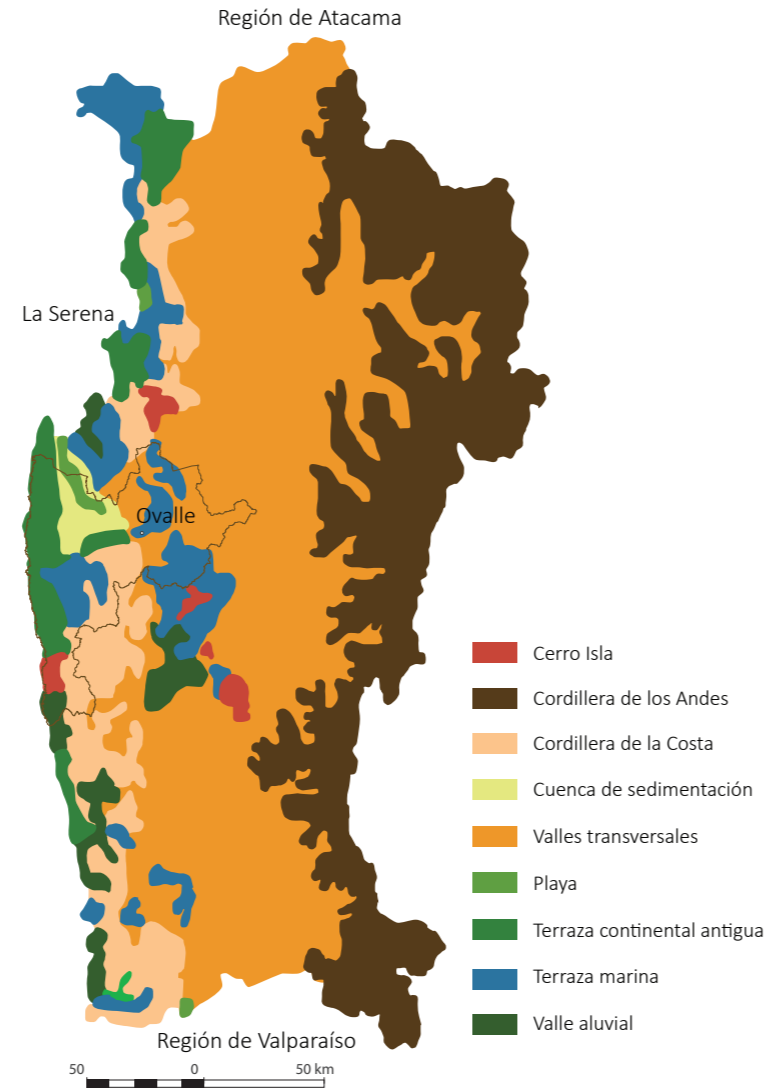 Región de Atacama
La Serena
Ovalle
Cerro Isla
Cordillera de los Andes
Cordillera de la Costa
Cuenca de sedimentación
Valles transversales
Playa
Terraza continental antigua
Terraza marina
Valle aluvial
Región de Valparaíso
50 0 50 km